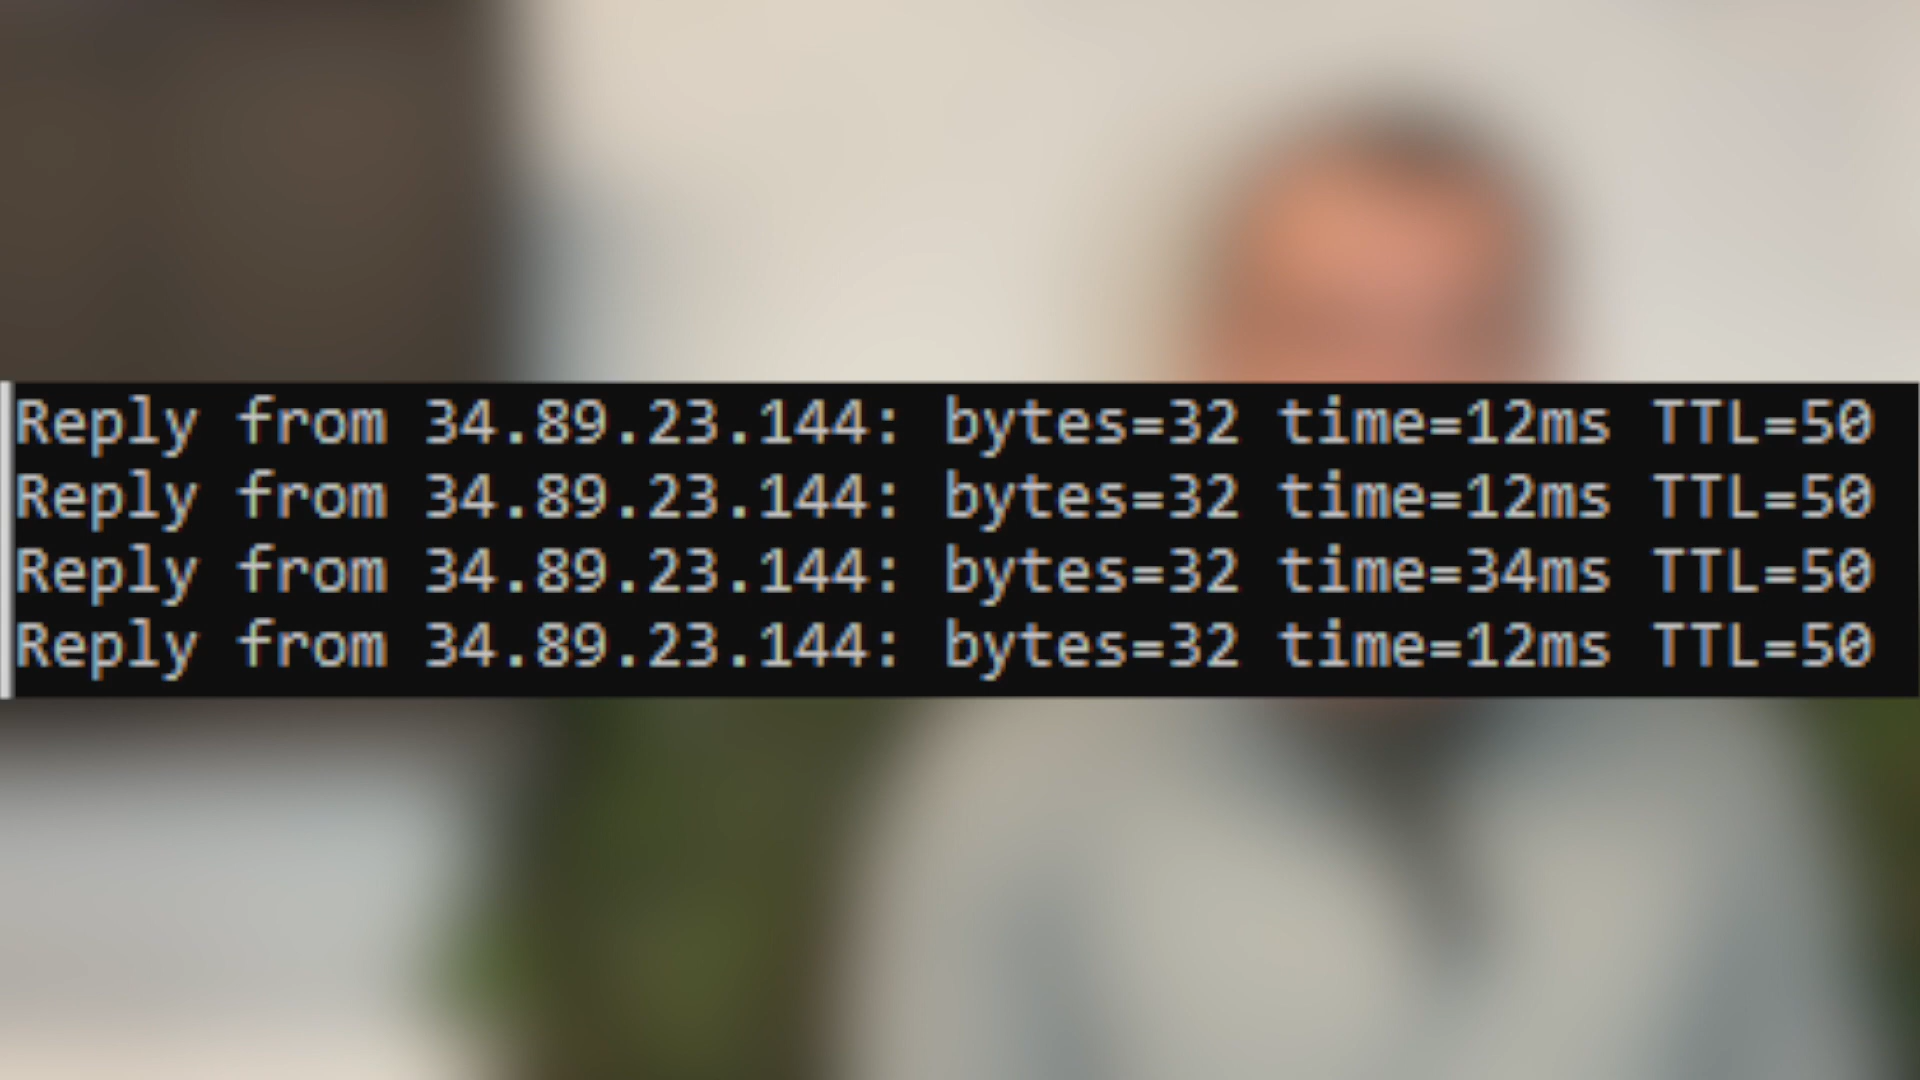 Reply from 34.89.23.144: bytes=32 time=12ms TTL=50
Reply from 34.89.23.144: bytes=32 time=12ms TTL=50
Reply from 34.89.23.144: bytes=32 time=34ms TTL=50
Reply from 34.89.23.144: bytes=32 time=12ms TTL=50